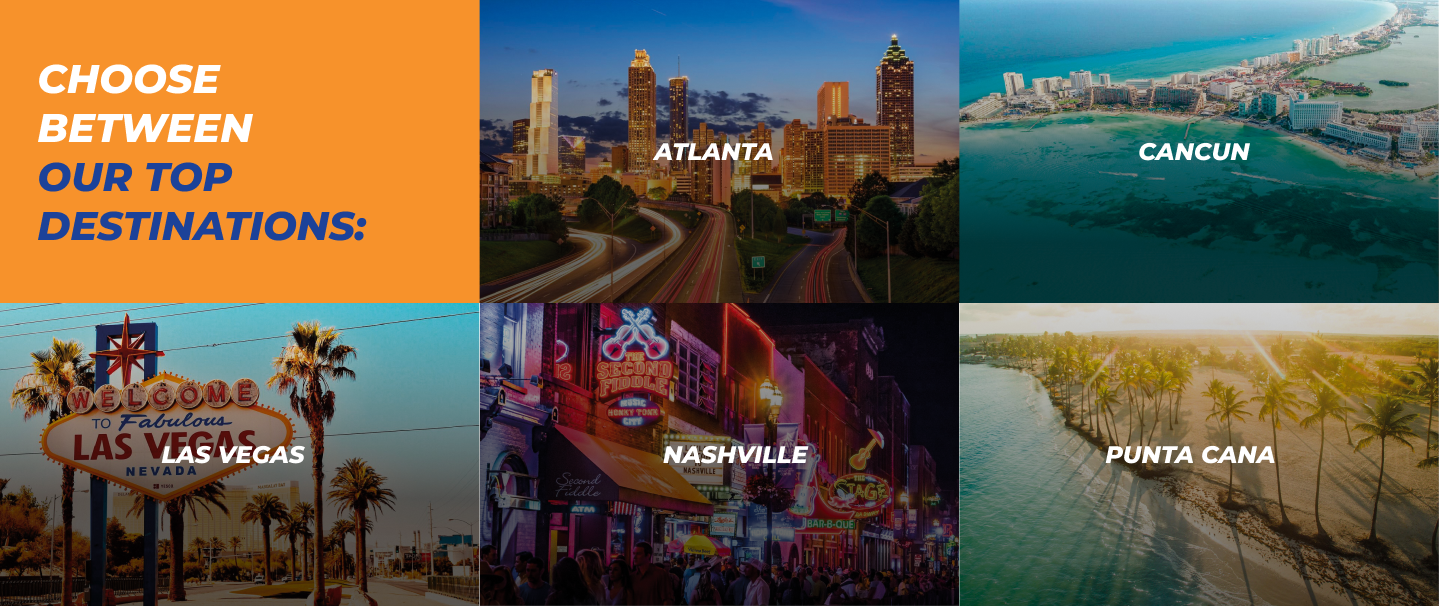 CHOOSE
BETWEEN
OUR TOP
DESTINATIONS:
ATLANTA
CANCUN
WELCOME
TO Fabulous
LAS VEGAS
NEVADA
LAS VEGAS
THE
SECOND
FIDDLE
MUSIC
HONKY TONK
CITY
NASHVILLE
NASHVILLE
Second
Fiddle
ATM
THE
STAGE
BAR-B-QUE
PUNTA CANA